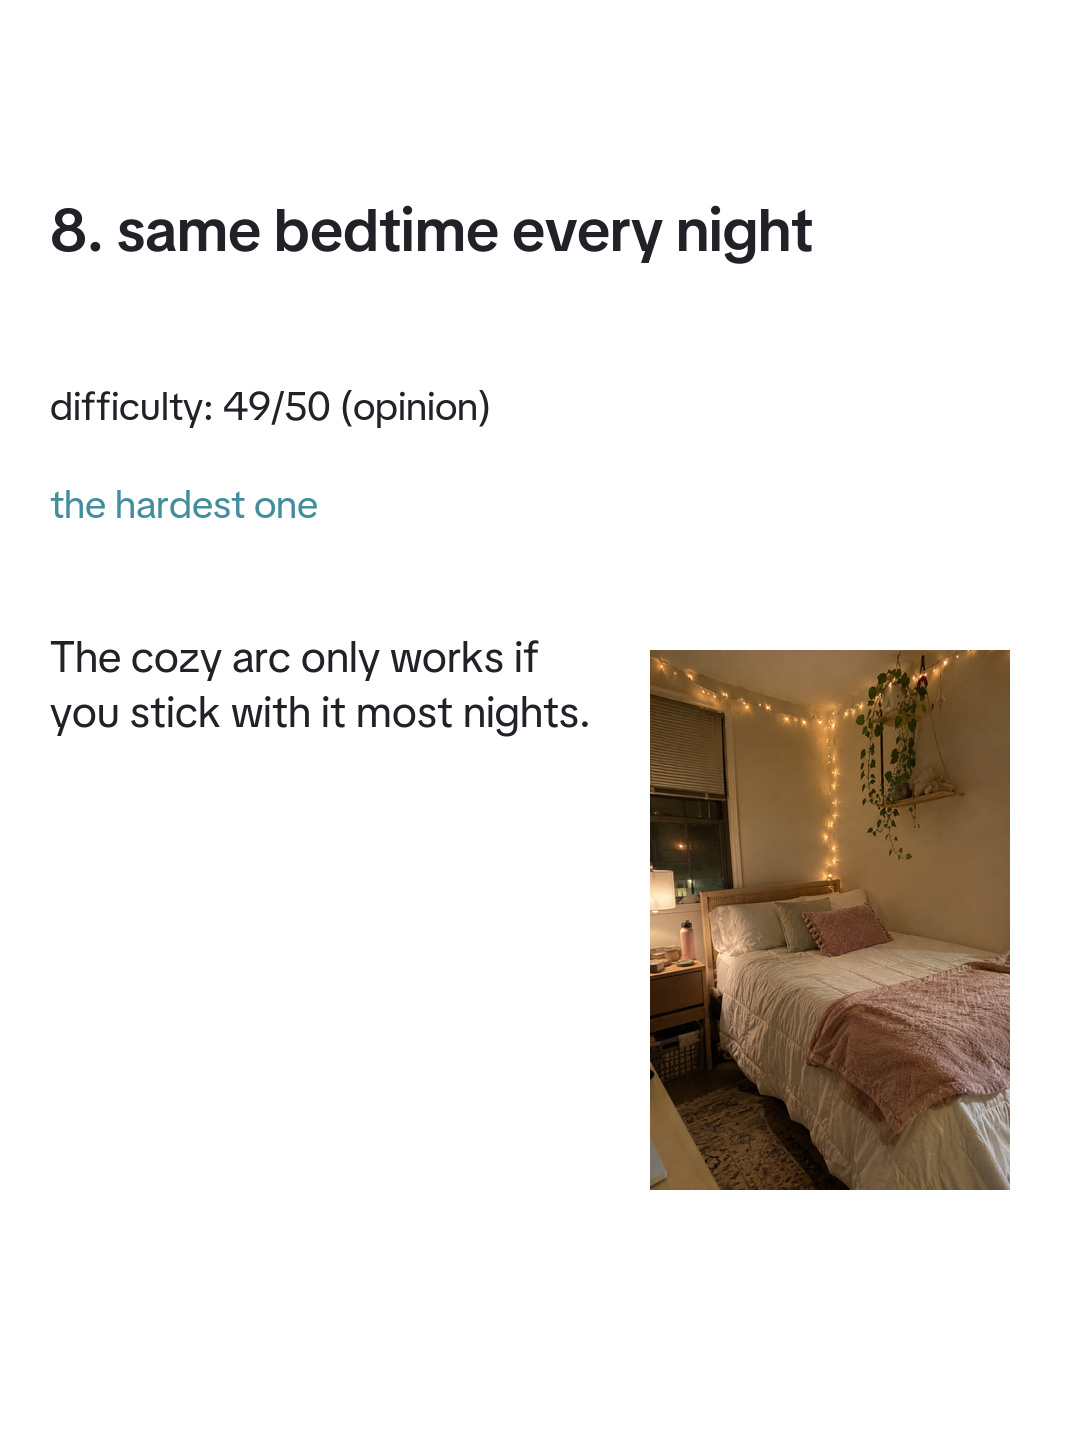 8. same bedtime every night
difficulty: 49/50 (opinion)
the hardest one
The cozy arc only works if
you stick with it most nights.